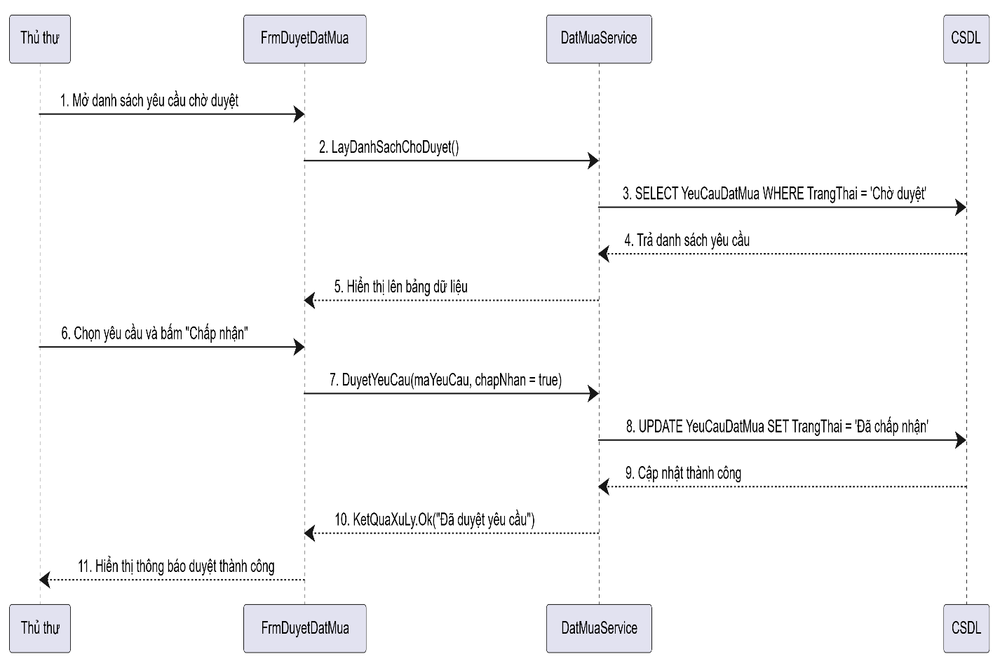 Thủ thư
FrmDuyetDatMua
DatMuaService
CSDL
1. Mở danh sách yêu cầu chờ duyệt
2. LayDanhSachChoDuyet()
3. SELECT YeuCauDatMua WHERE TrangThai = 'Chờ duyệt'
4. Trả danh sách yêu cầu
5. Hiển thị lên bảng dữ liệu
6. Chọn yêu cầu và bấm "Chấp nhận"
7. DuyetYeuCau(maYeuCau, chapNhan = true)
8. UPDATE YeuCauDatMua SET TrangThai = 'Đã chấp nhận'
9. Cập nhật thành công
10. KetQuaXuLy.Ok("Đã duyệt yêu cầu")
11. Hiển thị thông báo duyệt thành công
Thủ thư
FrmDuyetDatMua
DatMuaService
CSDL